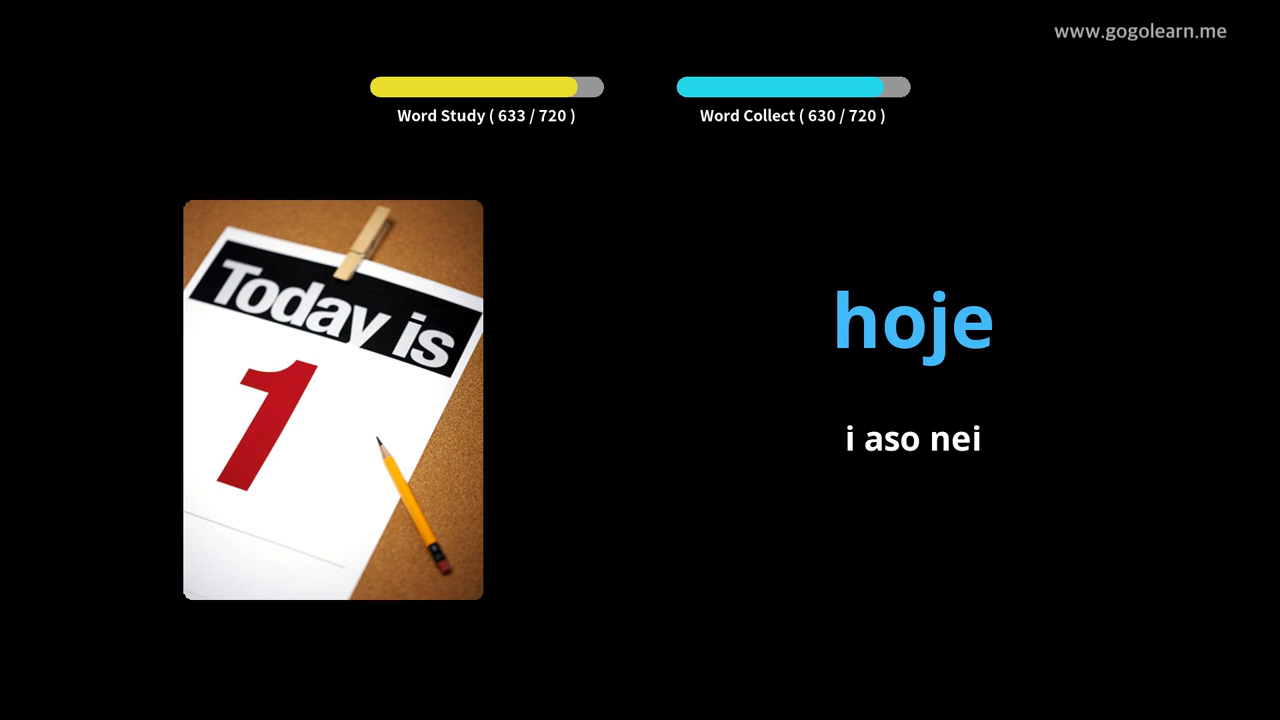 www.gogolearn.me
Word Study ( 633 / 720 )
Word Collect ( 630 / 720 )
Today is
1
hoje
i aso nei